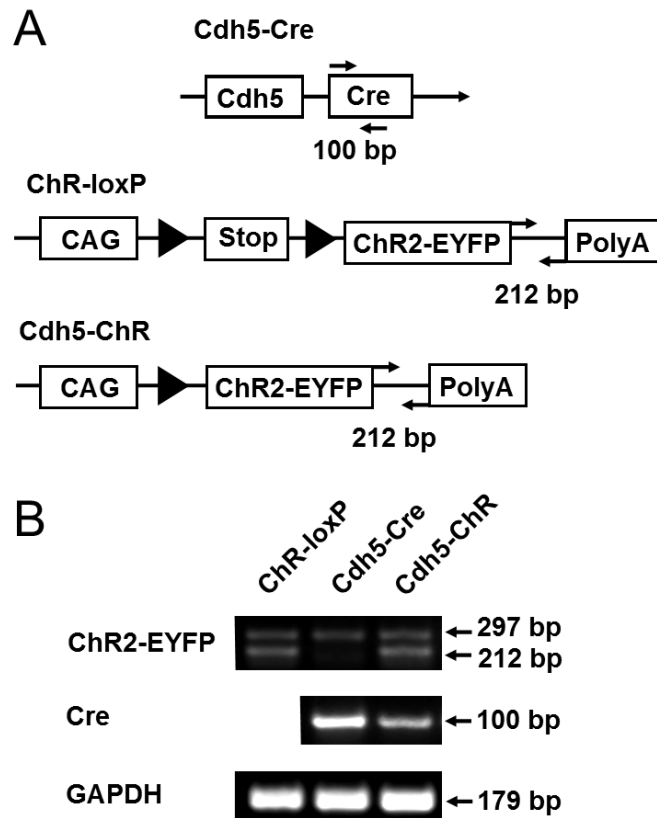 A
Cdh5-Cre
Cdh5 Cre
100 bp
ChR-loxP
CAG Stop ChR2-EYFP PolyA
212 bp
Cdh5-ChR
CAG ChR2-EYFP PolyA
212 bp
B
ChR-loxP Cdh5-Cre Cdh5-ChR
ChR2-EYFP 297 bp
212 bp
Cre 100 bp
GAPDH 179 bp